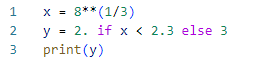 1 x = 8**(1/3)
2 y = 2. if x < 2.3 else 3
3 print(y)